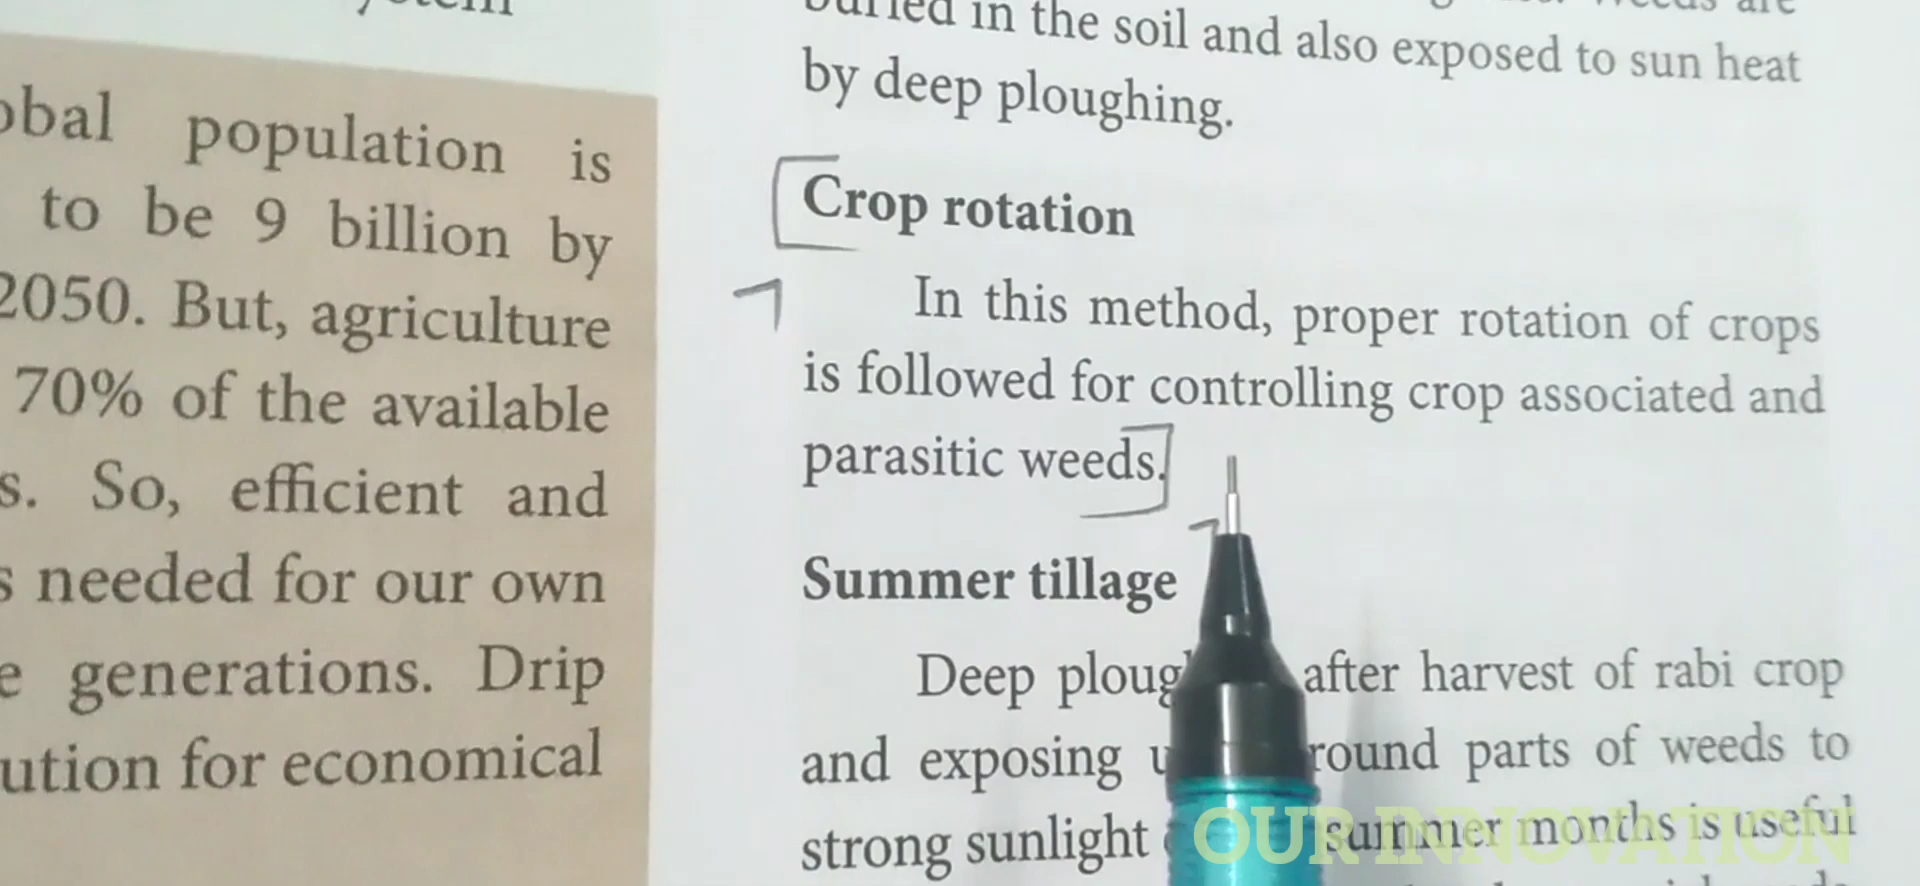 obal population is
to be 9 billion by
2050. But, agriculture
70% of the available
s. So, efficient and
s needed for our own
e generations. Drip
ution for economical
buried in the soil and also exposed to sun heat
by deep ploughing.
Crop rotation
In this method, proper rotation of crops
is followed for controlling crop associated and
parasitic weeds.
Summer tillage
Deep ploug after harvest of rabi crop
and exposing u round parts of weeds to
strong sunlight summer months is useful
OUR INNOVATION